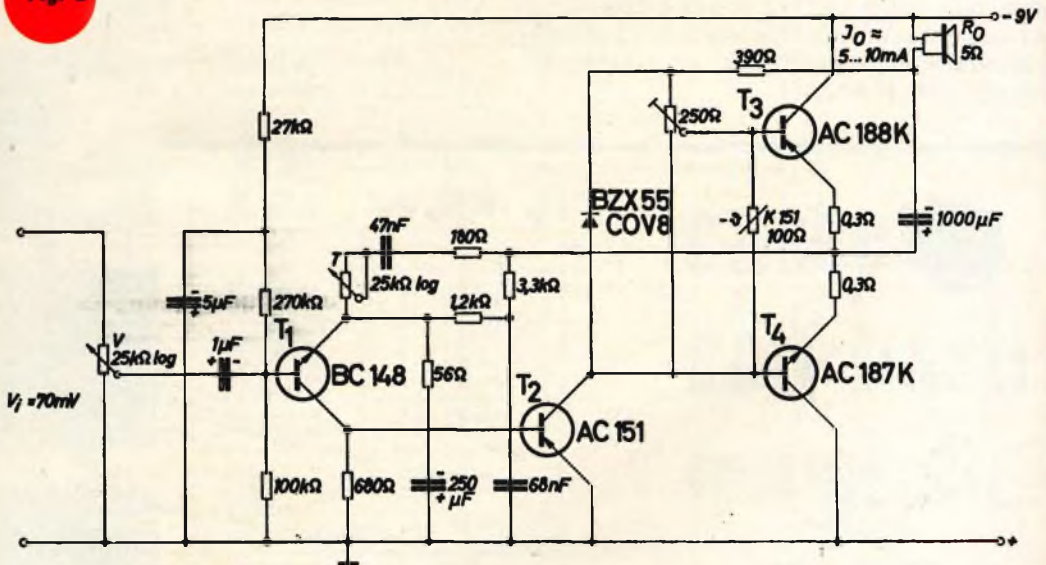 -9V
J₀ ≈
5...10mA
R₀
5Ω
390Ω
27kΩ
250Ω
T₃
AC 188K
BZX55
C0V8
-ϑ
K 151
100Ω
0,3Ω
1000µF
-
+
47nF
180Ω
T
25kΩ log
3,3kΩ
0,3Ω
-
+
5µF
270kΩ
1,2kΩ
V
25kΩ log
1µF
+
-
T₁
BC 148
56Ω
T₂
AC 151
T₄
AC 187K
Vᵢ = 70mV
100kΩ
680Ω
-
+
250
µF
68nF
+